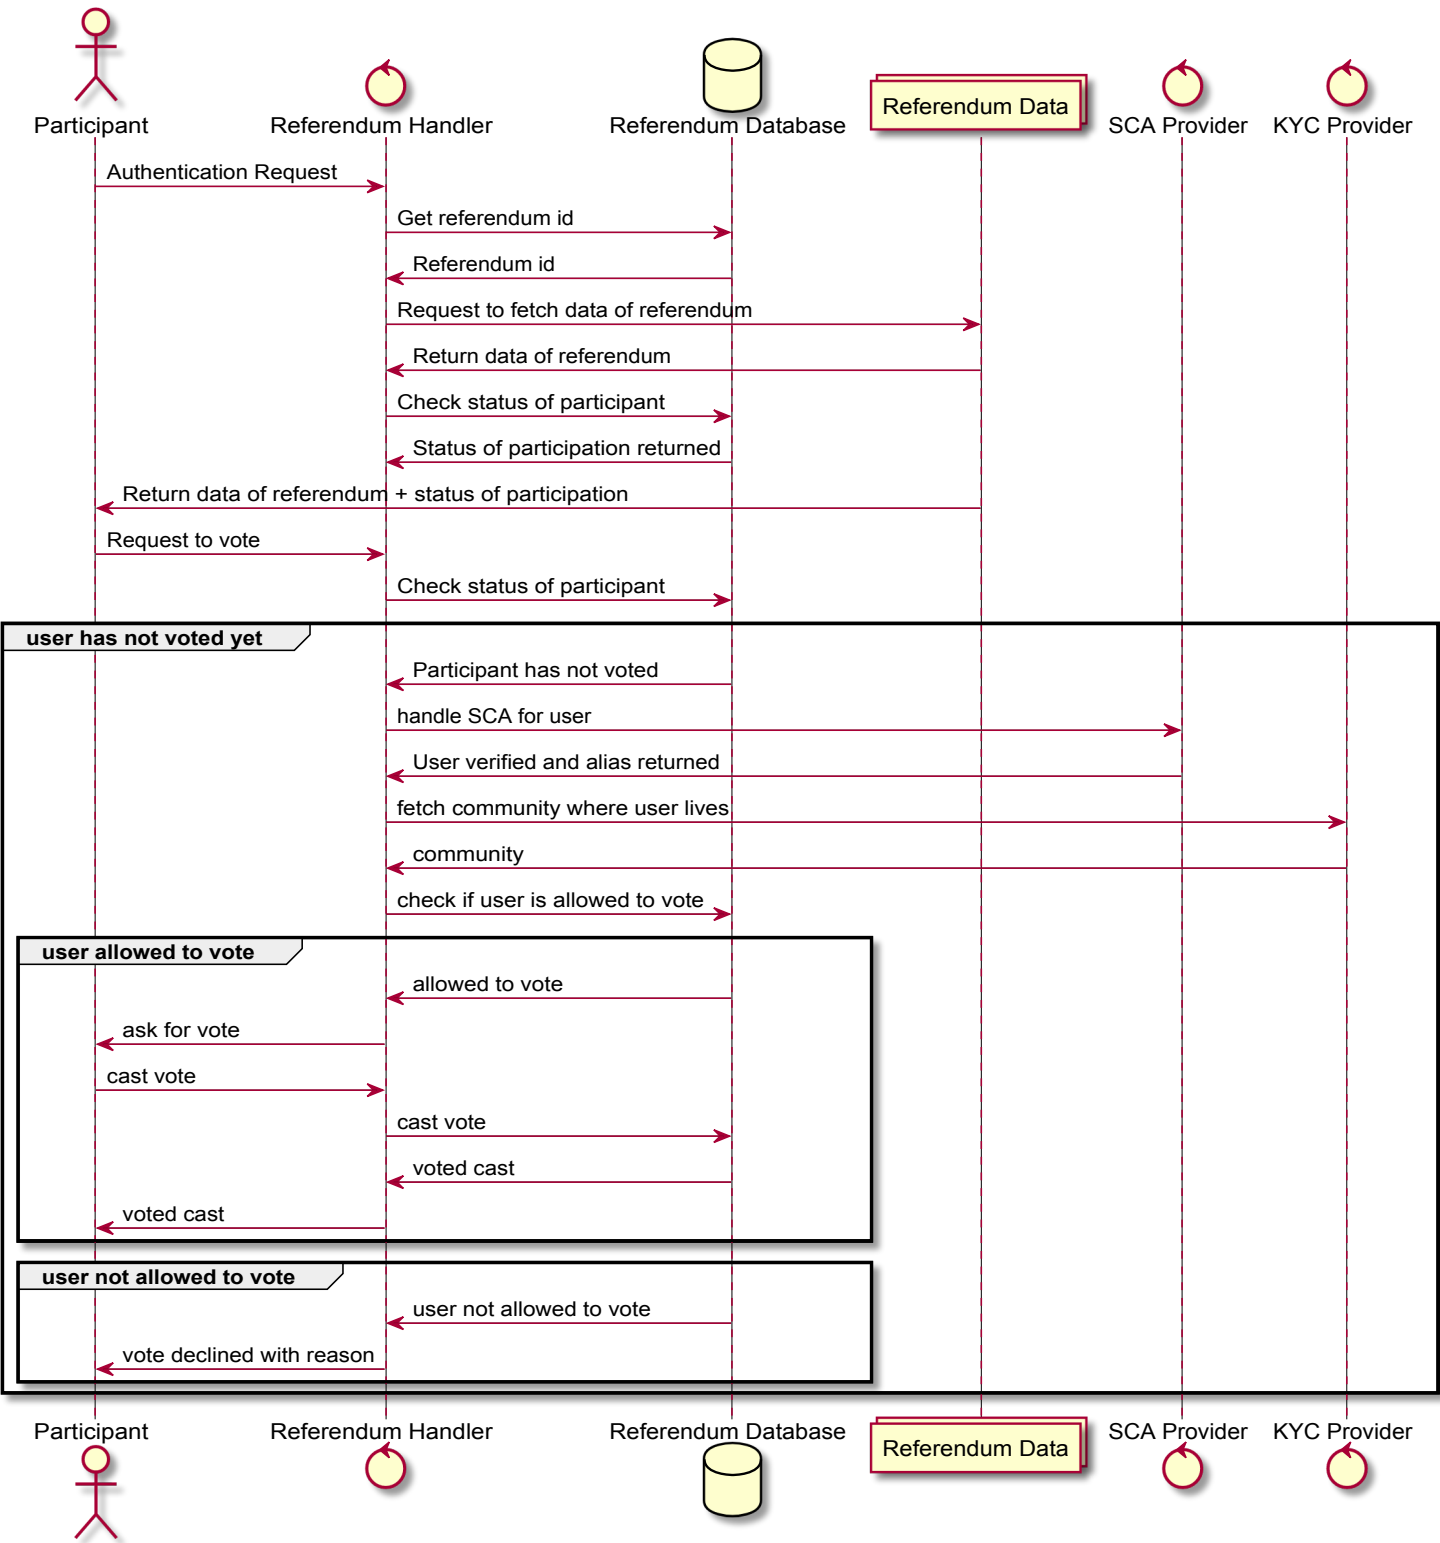 Participant
Referendum Handler
Referendum Database
Referendum Data
SCA Provider
KYC Provider
Authentication Request
Get referendum id
Referendum id
Request to fetch data of referendum
Return data of referendum
Check status of participant
Status of participation returned
Return data of referendum + status of participation
Request to vote
Check status of participant
user has not voted yet
Participant has not voted
handle SCA for user
User verified and alias returned
fetch community where user lives
community
check if user is allowed to vote
user allowed to vote
allowed to vote
ask for vote
cast vote
cast vote
voted cast
voted cast
user not allowed to vote
user not allowed to vote
vote declined with reason
Participant
Referendum Handler
Referendum Database
Referendum Data
SCA Provider
KYC Provider